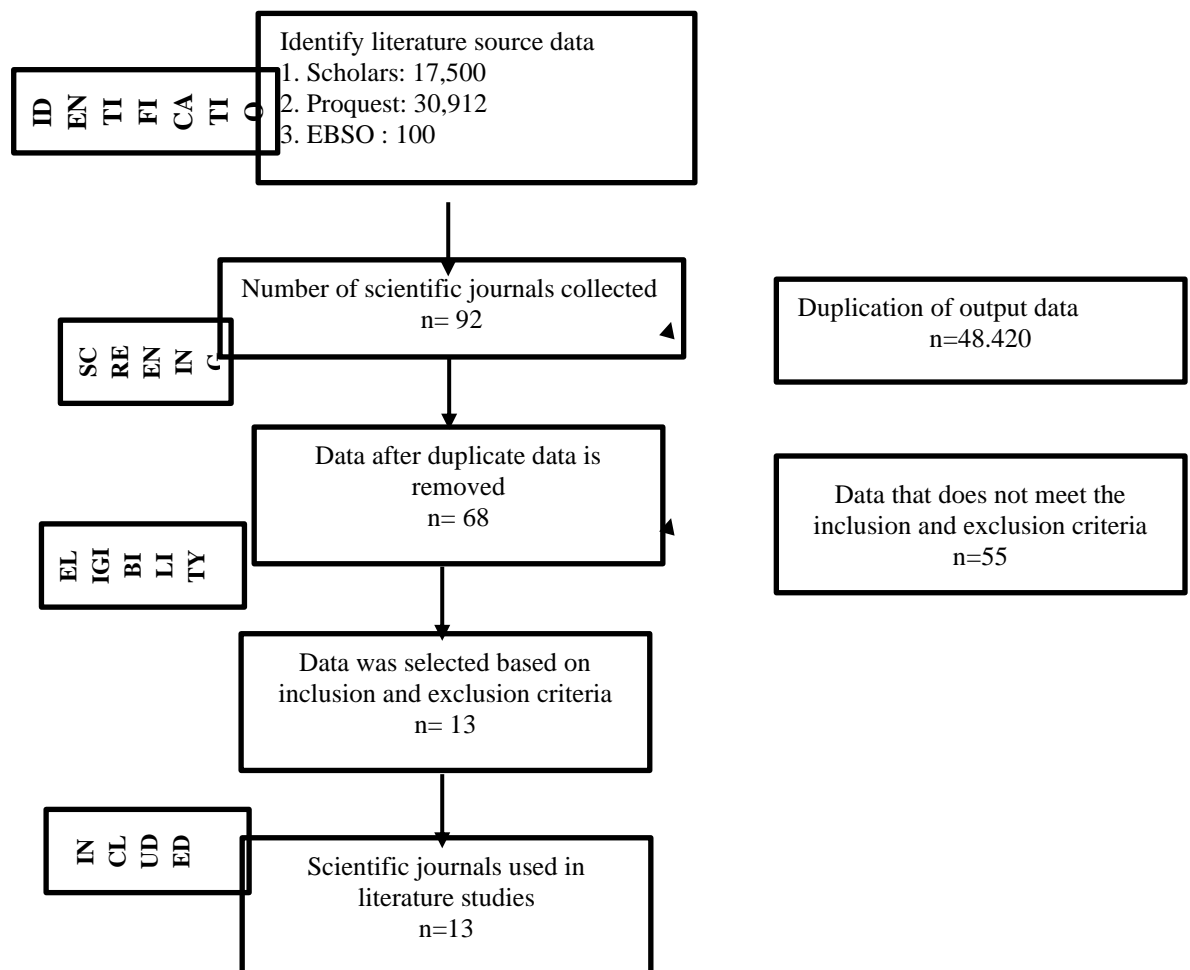 Identify literature source data
1. Scholars: 17,500
2. Proquest: 30,912
3. EBSO : 100
ID
EN
TI
FI
CA
TI
Number of scientific journals collected
n= 92
Duplication of output data
n=48.420
SC
RE
EN
IN
Data after duplicate data is
removed
n= 68
Data that does not meet the
inclusion and exclusion criteria
n=55
EL
IGI
BI
LI
TY
Data was selected based on
inclusion and exclusion criteria
n= 13
IN
CL
UD
ED
Scientific journals used in
literature studies
n=13